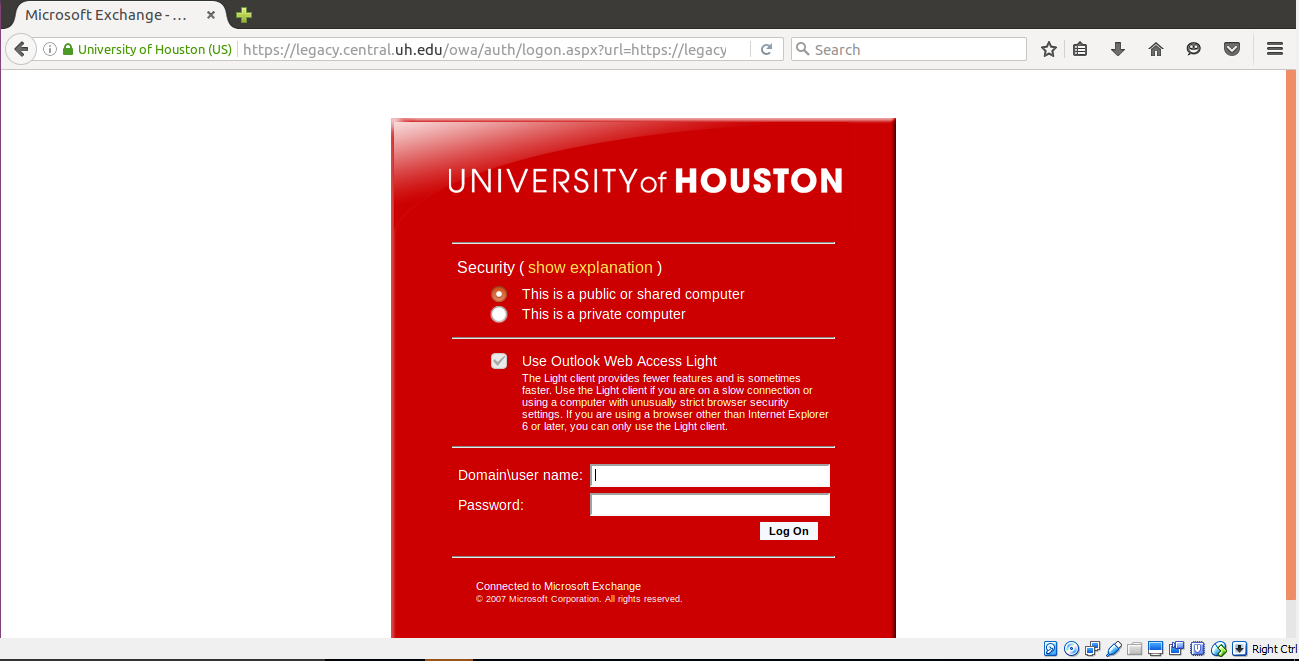 Microsoft Exchange - ...
University of Houston (US)
https://legacy.central.uh.edu/owa/auth/logon.aspx?url=https://legacy
Search
UNIVERSITY of HOUSTON
Security ( show explanation )
This is a public or shared computer
This is a private computer
Use Outlook Web Access Light
The Light client provides fewer features and is sometimes
faster. Use the Light client if you are on a slow connection or
using a computer with unusually strict browser security
settings. If you are using a browser other than Internet Explorer
6 or later, you can only use the Light client.
Domain\user name:
Password:
Log On
Connected to Microsoft Exchange
© 2007 Microsoft Corporation. All rights reserved.
Right Ctrl